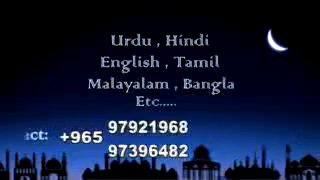 Urdu , Hindi
English , Tamil
Malayalam , Bangla
Etc.....
act: +965 97921968
97396482